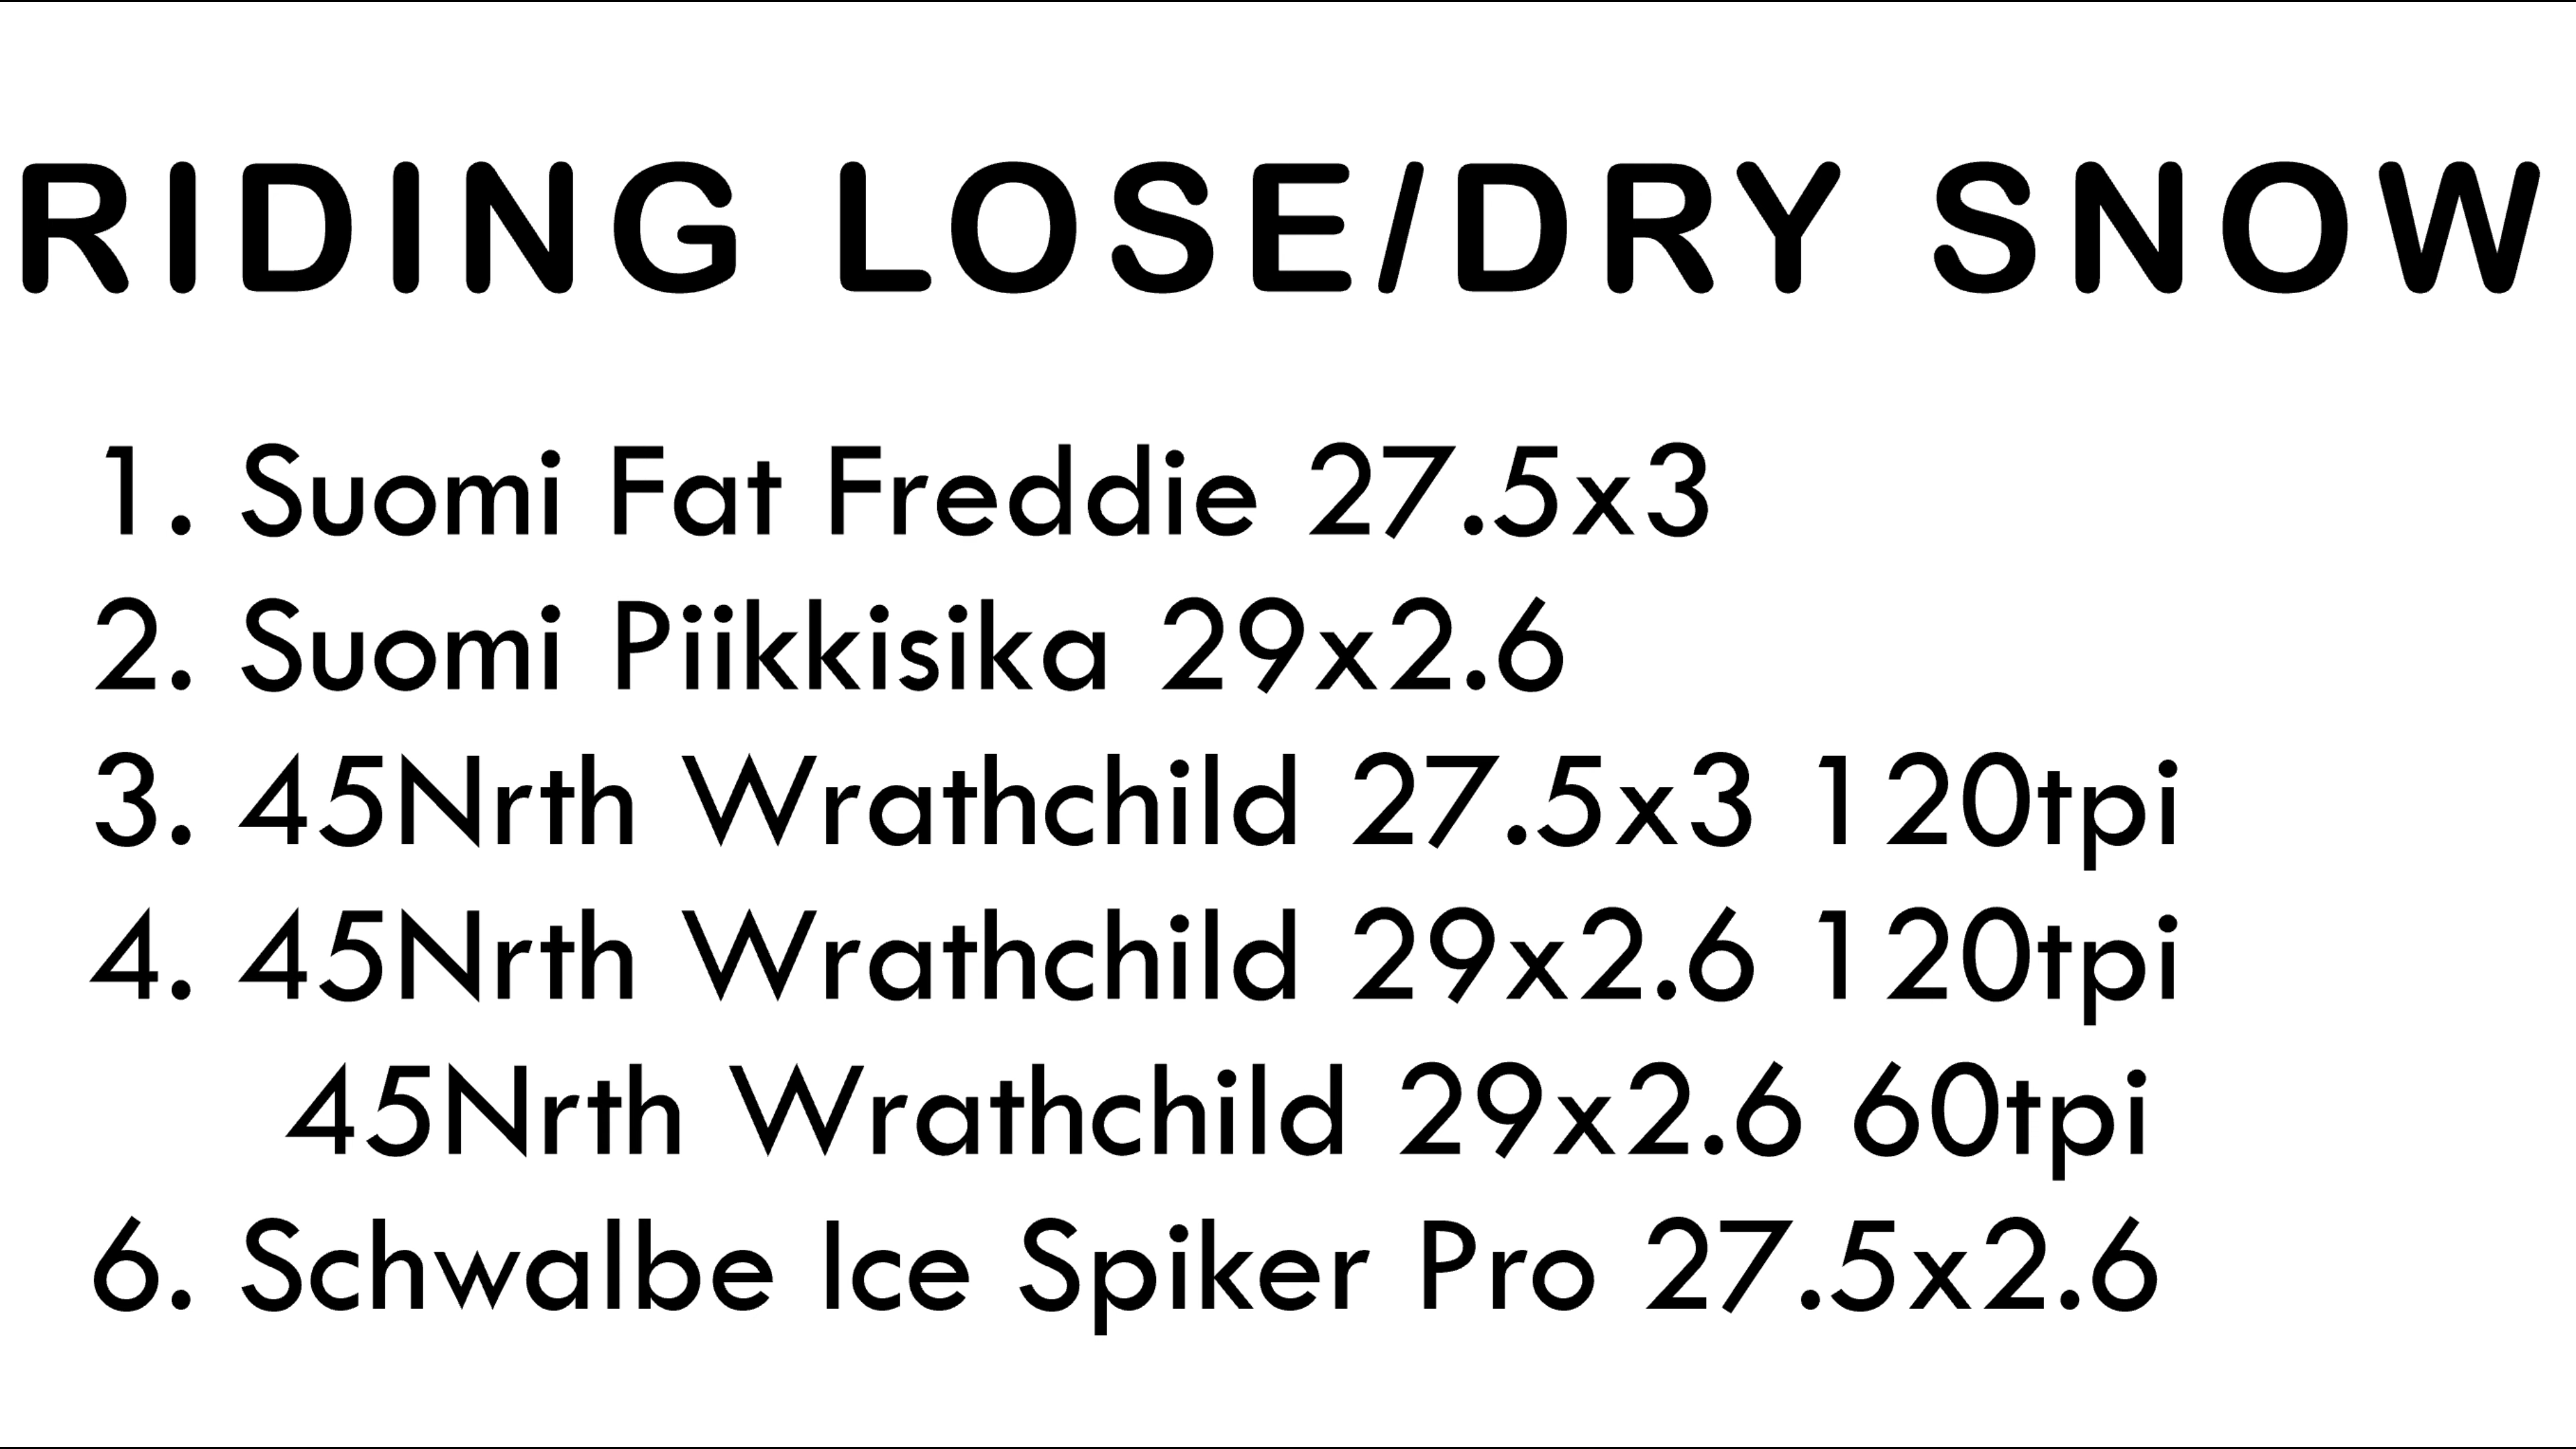 RIDING LOSE/DRY SNOW
1. Suomi Fat Freddie 27.5x3
2. Suomi Piikkisika 29x2.6
3. 45Nrth Wrathchild 27.5x3 120tpi
4. 45Nrth Wrathchild 29x2.6 120tpi
45Nrth Wrathchild 29x2.6 60tpi
6. Schwalbe Ice Spiker Pro 27.5x2.6